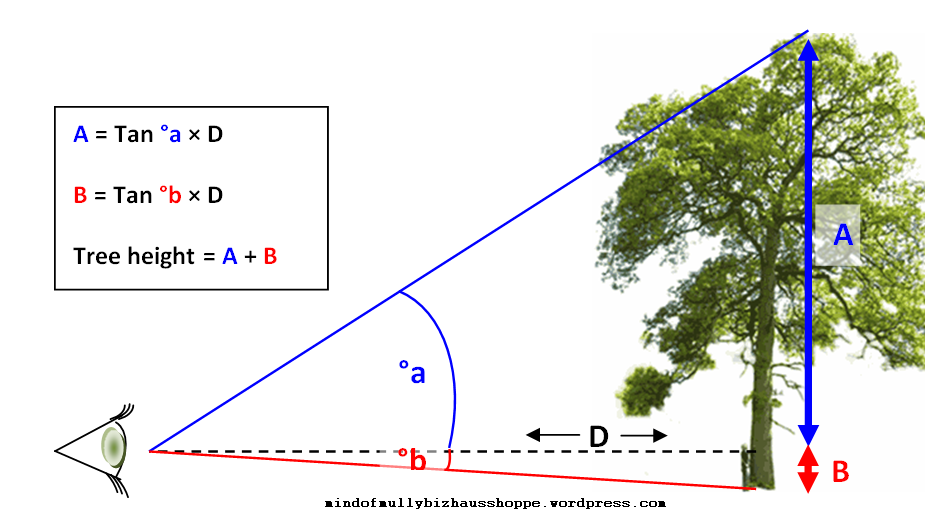 A = Tan °a × D
B = Tan °b × D
Tree height = A + B
A
°a
D
°b
B
mindofmullybizhausshoppe.wordpress.com